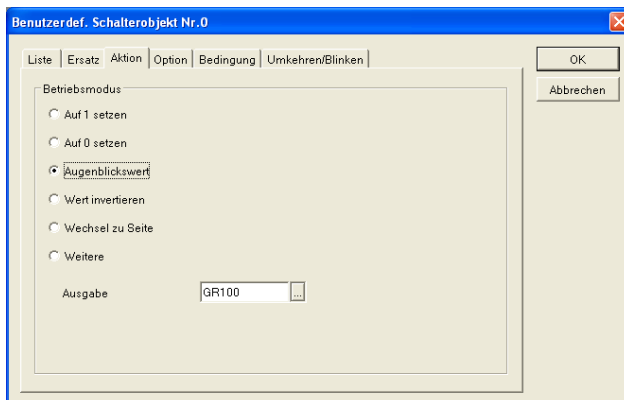 Benutzerdef. Schalterobjekt Nr.0
Liste Ersatz Aktion Option Bedingung Umkehren/Blinken
OK
Abbrechen
Betriebsmodus
Auf 1 setzen
Auf 0 setzen
Augenblickswert
Wert invertieren
Wechsel zu Seite
Weitere
Ausgabe GR100 ...